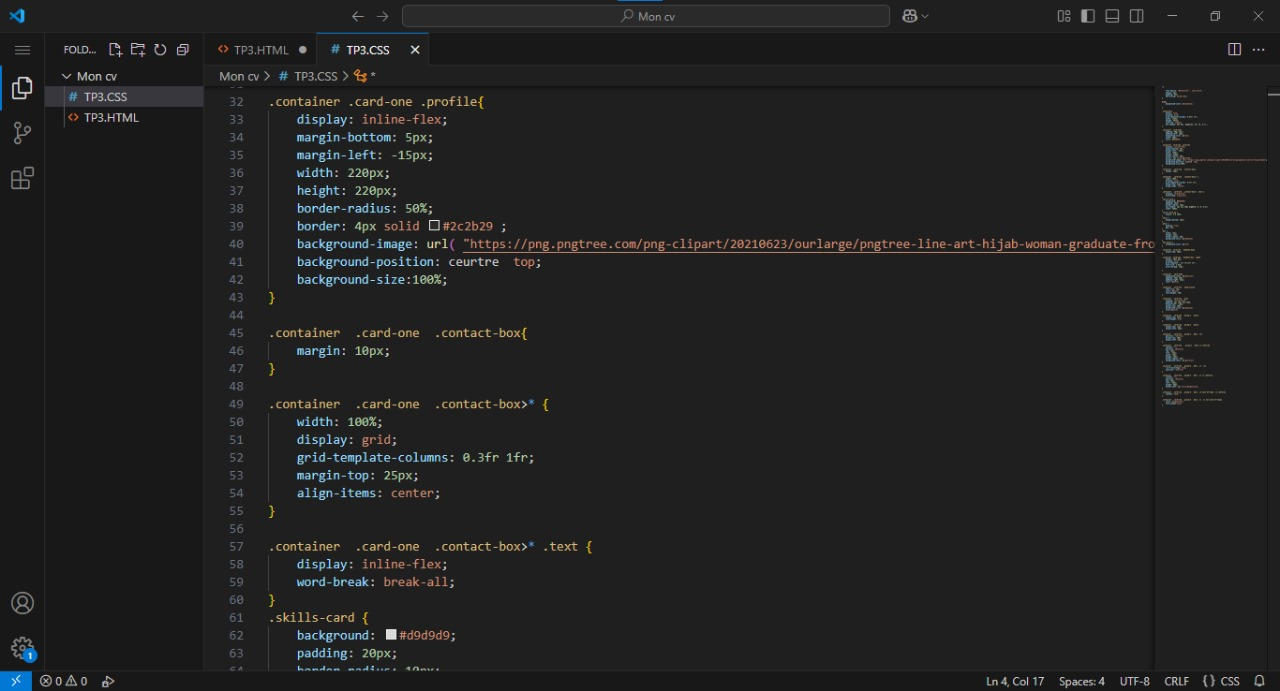 Mon cv
FOLD...
TP3.HTML
TP3.CSS
Mon cv
TP3.CSS
TP3.HTML
Mon cv > # TP3.CSS > *
32 .container .card-one .profile{
33 display: inline-flex;
34 margin-bottom: 5px;
35 margin-left: -15px;
36 width: 220px;
37 height: 220px;
38 border-radius: 50%;
39 border: 4px solid #2c2b29 ;
40 background-image: url( "https://png.pngtree.com/png-clipart/20210623/ourlarge/pngtree-line-art-hijab-woman-graduate-fro
41 background-position: ceurtre  top;
42 background-size:100%;
43 }
44
45 .container  .card-one  .contact-box{
46 margin: 10px;
47 }
48
49 .container  .card-one  .contact-box>* {
50 width: 100%;
51 display: grid;
52 grid-template-columns: 0.3fr 1fr;
53 margin-top: 25px;
54 align-items: center;
55 }
56
57 .container  .card-one  .contact-box>* .text {
58 display: inline-flex;
59 word-break: break-all;
60 }
61 .skills-card {
62 background: #d9d9d9;
63 padding: 20px;
64 border-radius: 10px;
1
0 0
Ln 4, Col 17 Spaces: 4 UTF-8 CRLF {} CSS